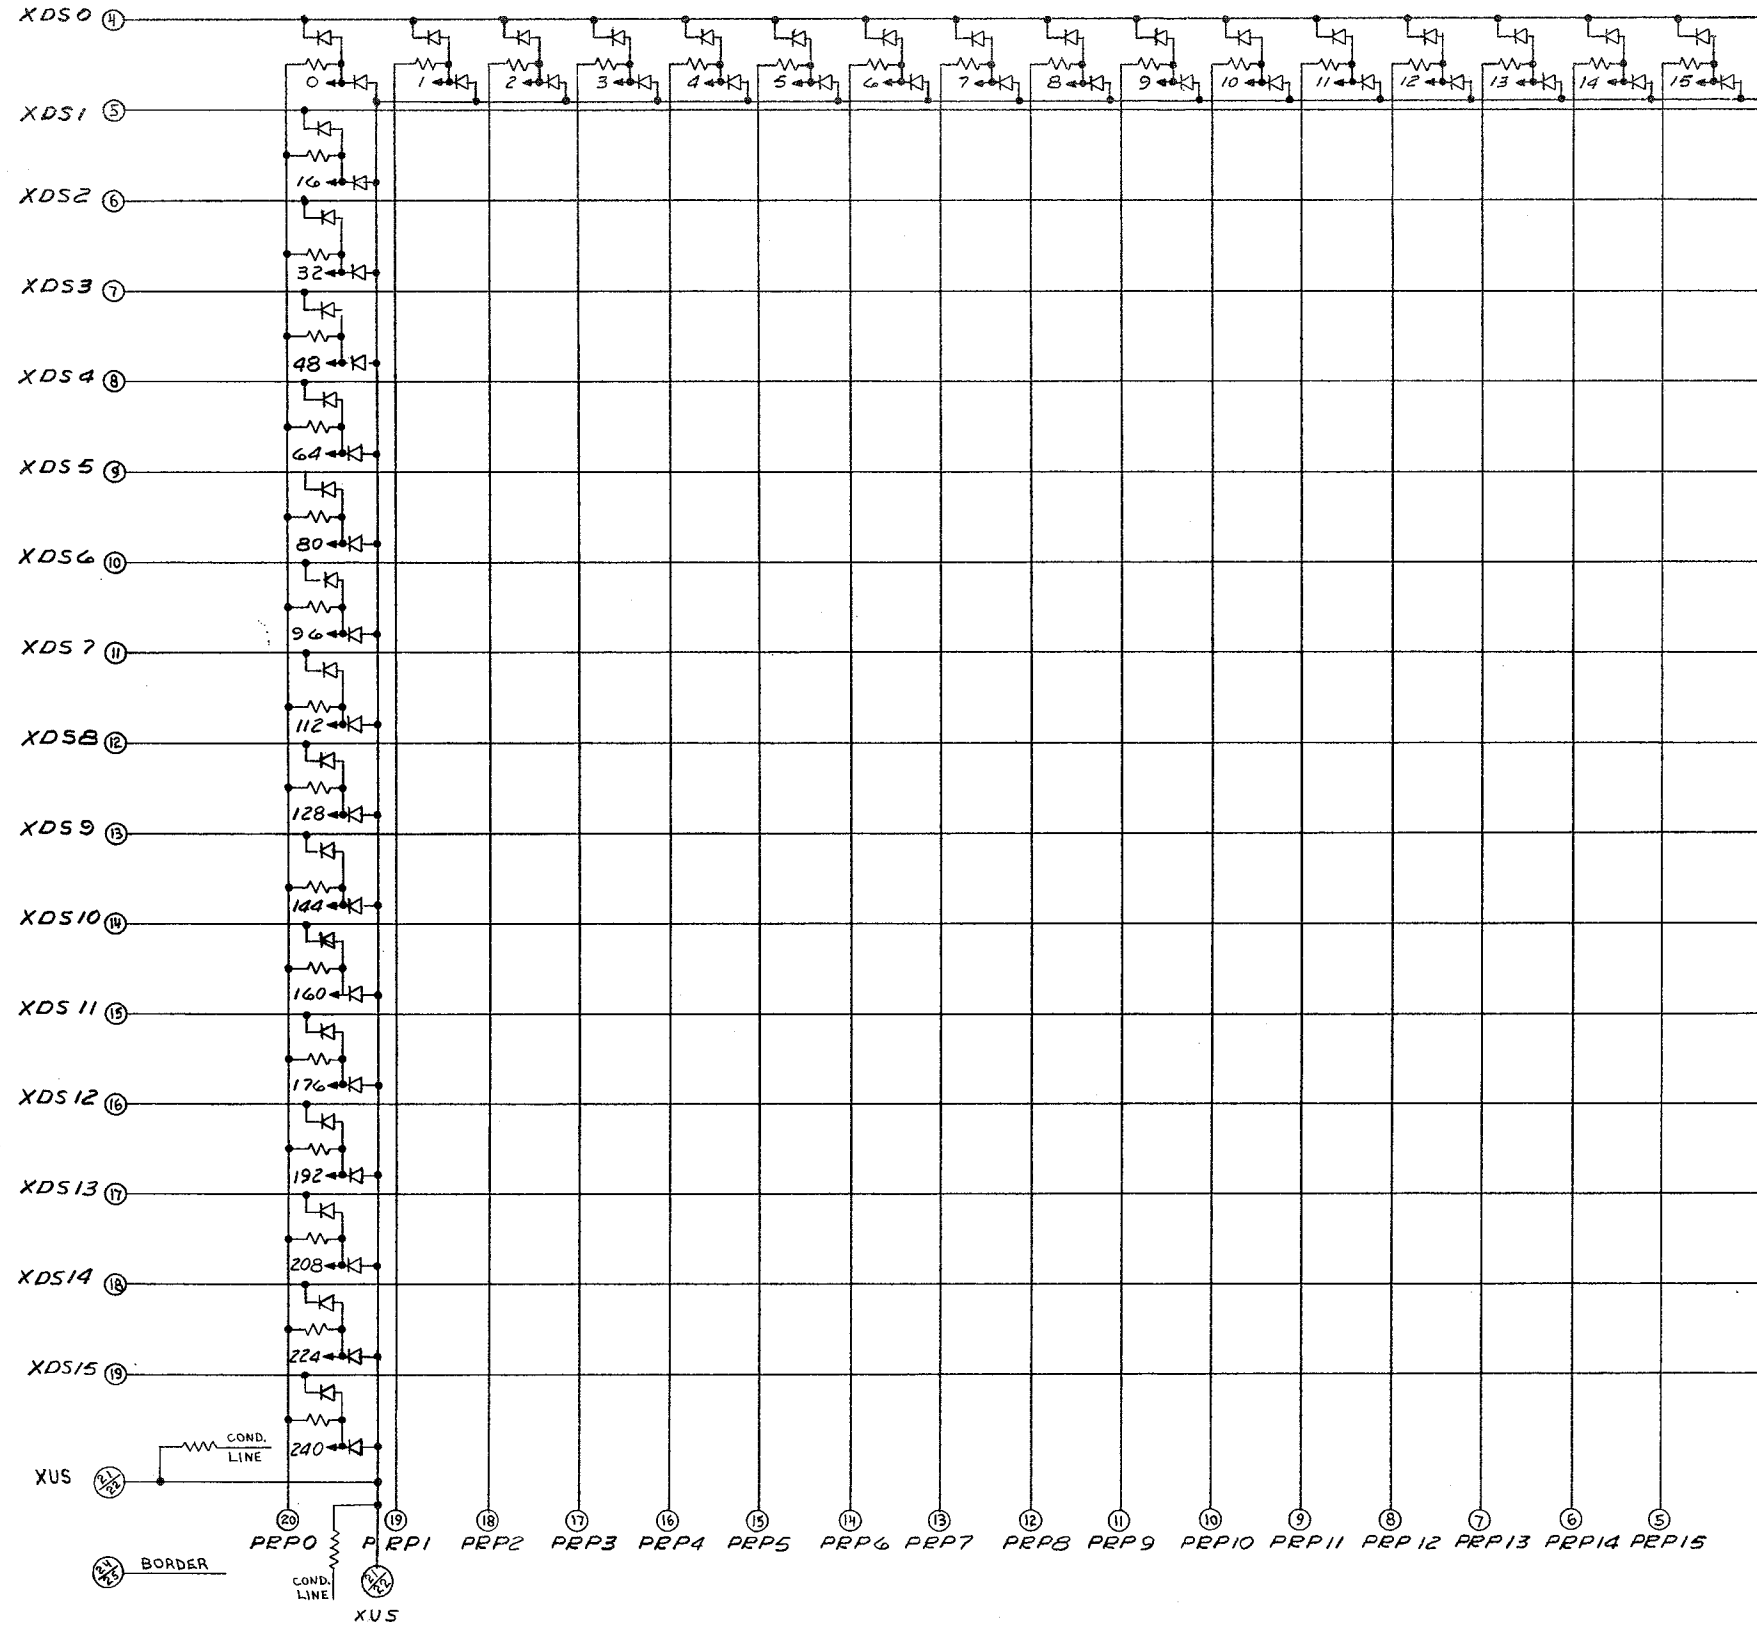 XDS0 4
0 1 2 3 4 5 6 7 8 9 10 11 12 13 14 15
XDS1 5
16
XDS2 6
32
XDS3 7
48
XDS4 8
64
XDS5 9
80
XDS6 10
96
XDS7 11
112
XDS8 12
128
XDS9 13
144
XDS10 14
160
XDS11 15
176
XDS12 16
192
XDS13 17
208
XDS14 18
224
XDS15 19
COND.
LINE
240
XUS 21/22
20 19 18 17 16 15 14 13 12 11 10 9 8 7 6 5
PRP0 PRP1 PRP2 PRP3 PRP4 PRP5 PRP6 PRP7 PRP8 PRP9 PRP10 PRP11 PRP12 PRP13 PRP14 PRP15
BORDER
COND.
LINE
21/22
XUS